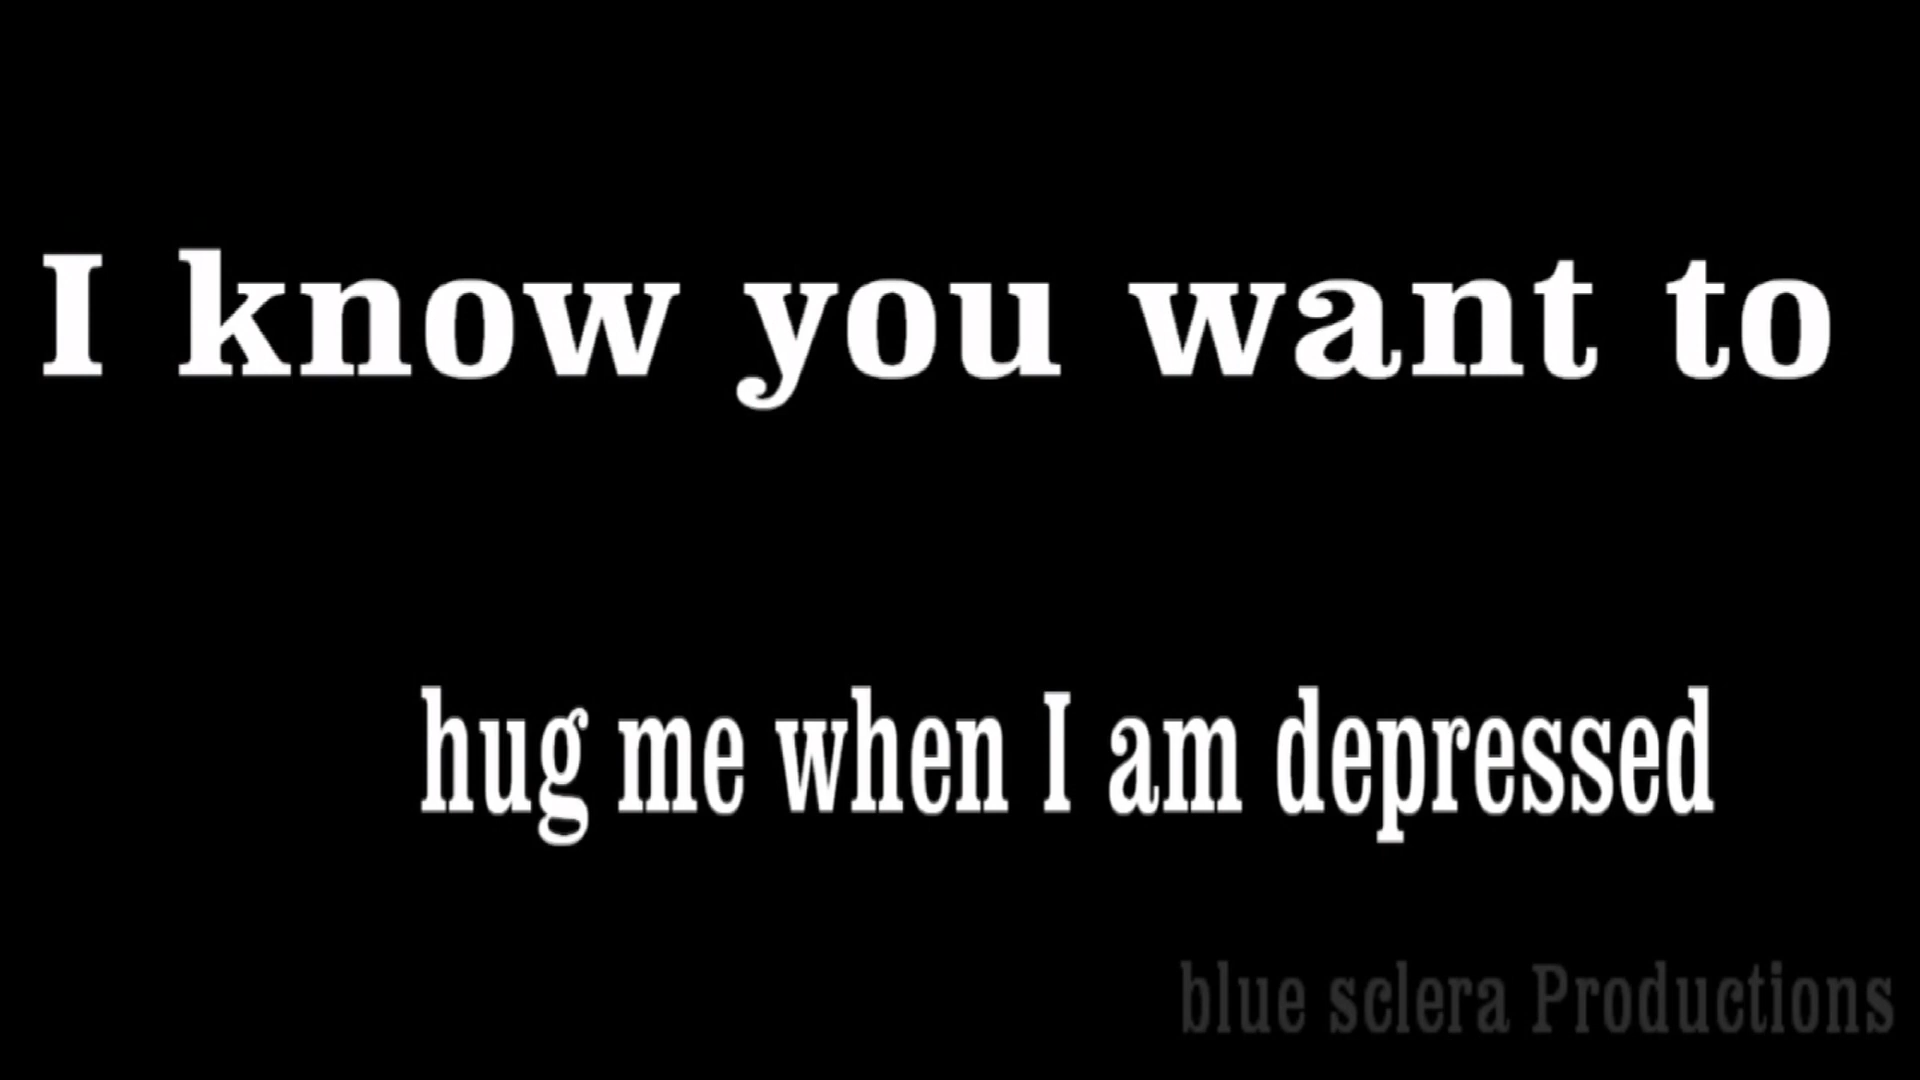 I know you want to
hug me when I am depressed
blue sclera Productions